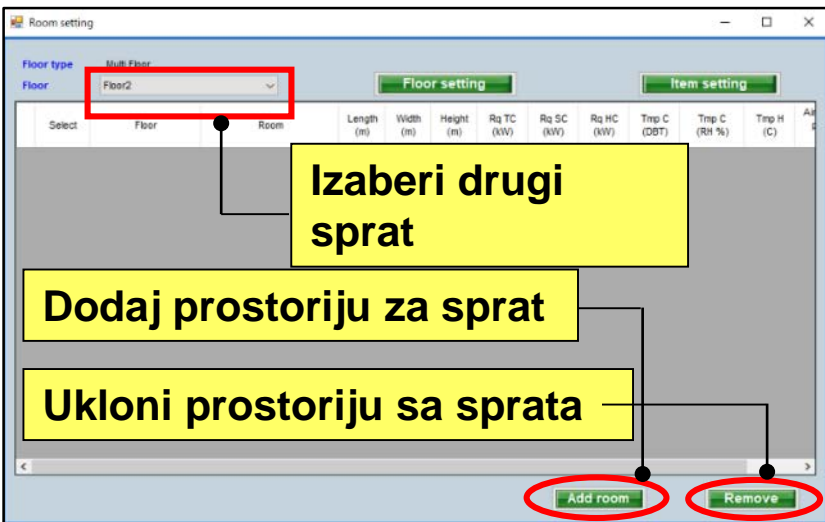 Room setting
Floor type Multi Floor
Floor Floor2 Floor setting Item setting
Select Floor Room Length (m) Width (m) Height (m) Rq TC (kW) Rq SC (kW) Rq HC (kW) Tmp C (DBT) Tmp C (RH %) Tmp H (C)
Izaberi drugi
sprat
Dodaj prostoriju za sprat
Ukloni prostoriju sa sprata
Add room Remove